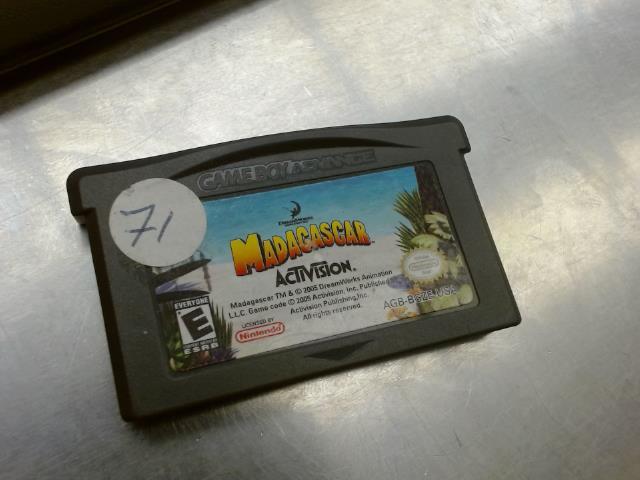 GAME BOY ADVANCE
71
DREAMWORKS
MADAGASCAR
ACTIVISION.
Madagascar TM & © 2005 DreamWorks Animation
L.L.C. Game code © 2005 Activision, Inc. Published
Activision Publishing, Inc.
All rights reserved.
AGB-BGZE-USA
LICENSED BY
Nintendo
EVERYONE
E
ESRB